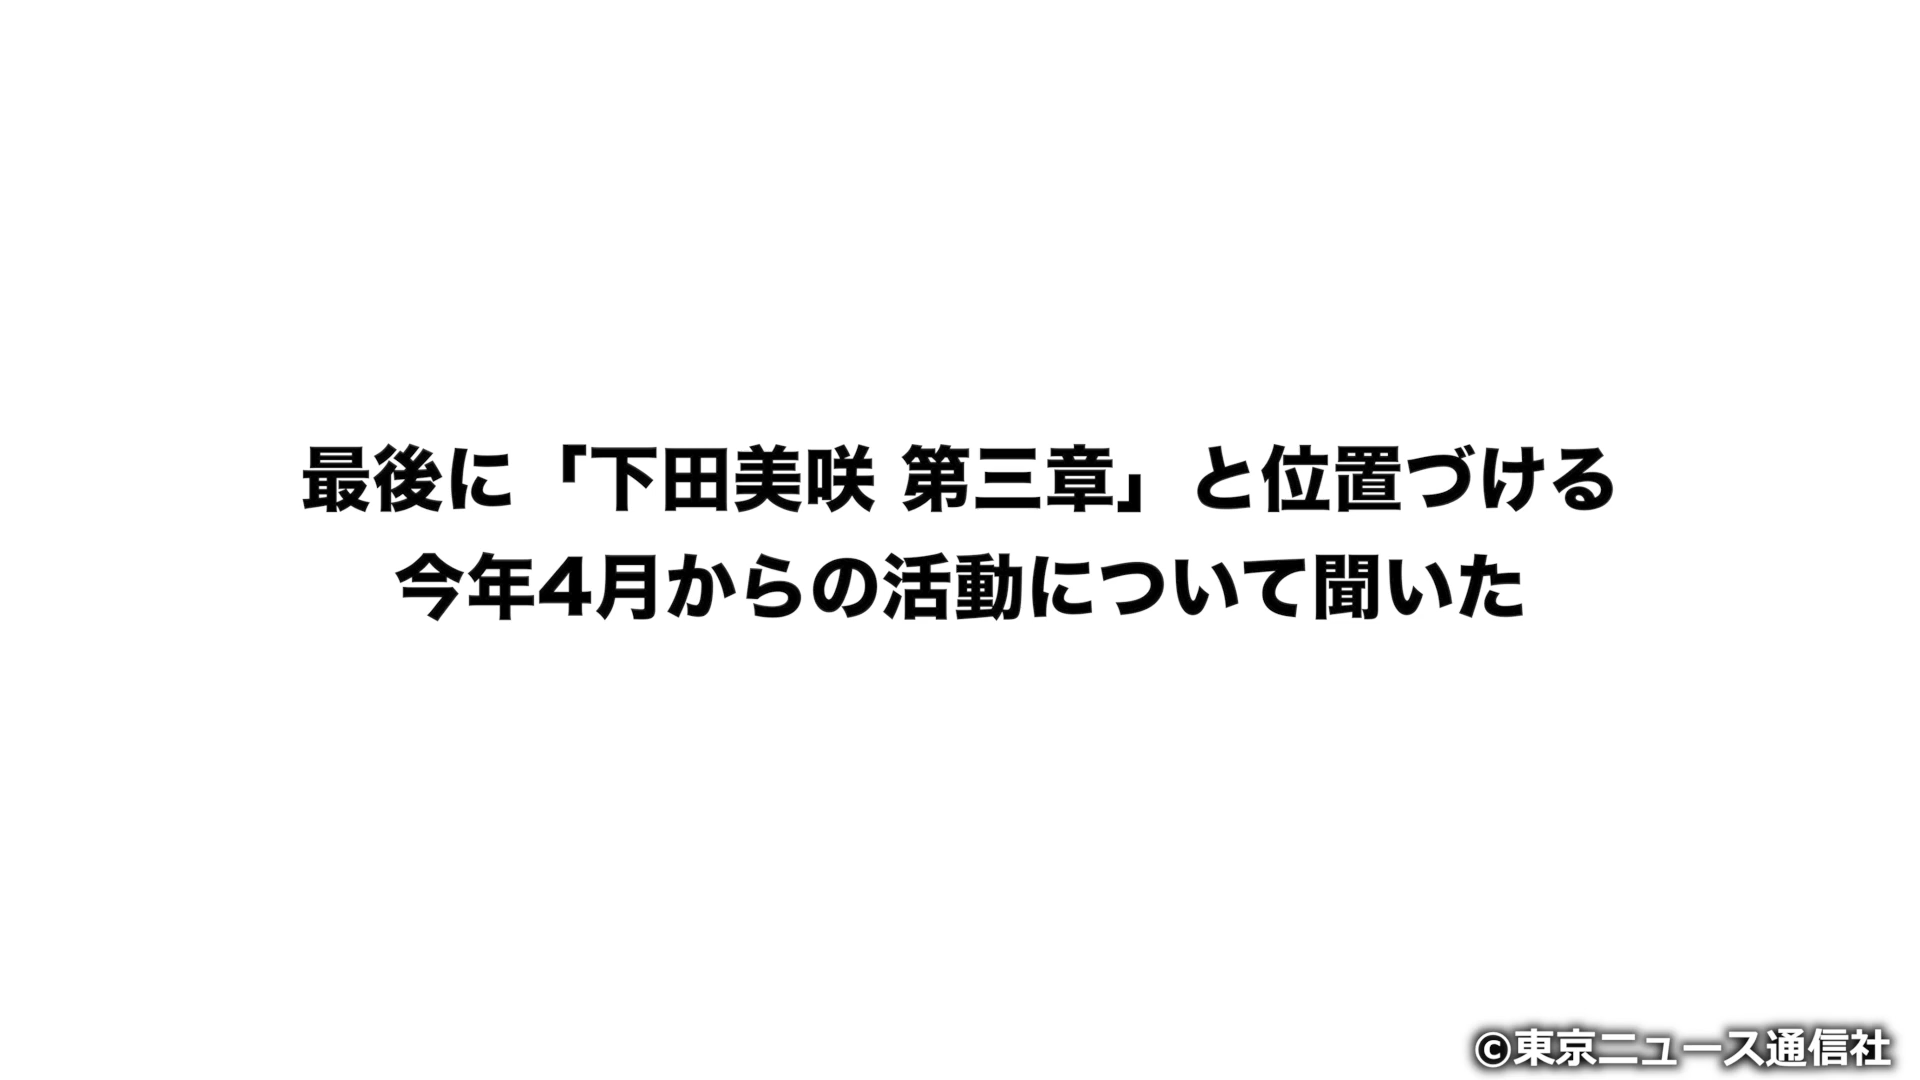 最後に「下田美咲 第三章」と位置づける
今年4月からの活動について聞いた
©東京ニュース通信社